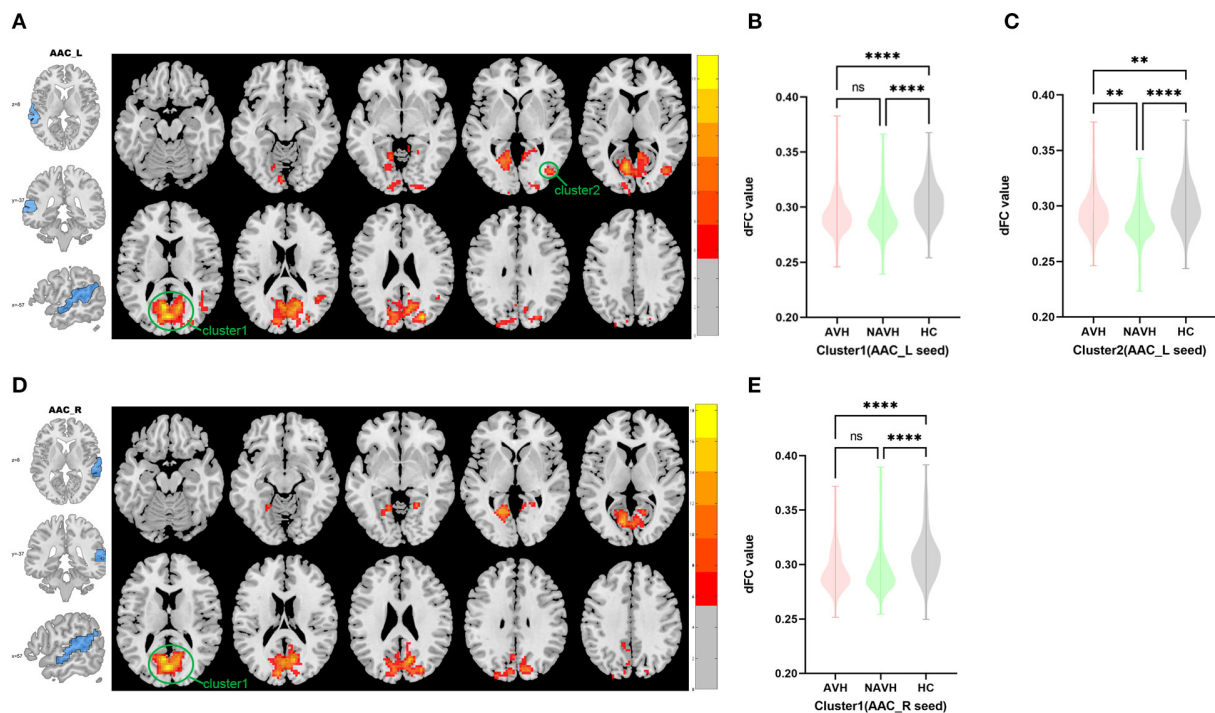 A
AAC_L
z=8
y=-37
x=-57
cluster2
cluster1
B
****
ns
****
0.40
0.35
0.30
0.25
0.20
dFC value
AVH
NAVH
HC
Cluster1(AAC_L seed)
C
**
**
****
0.40
0.35
0.30
0.25
0.20
dFC value
AVH
NAVH
HC
Cluster2(AAC_L seed)
D
AAC_R
z=8
y=-37
x=57
cluster1
E
****
ns
****
0.40
0.35
0.30
0.25
0.20
dFC value
AVH
NAVH
HC
Cluster1(AAC_R seed)